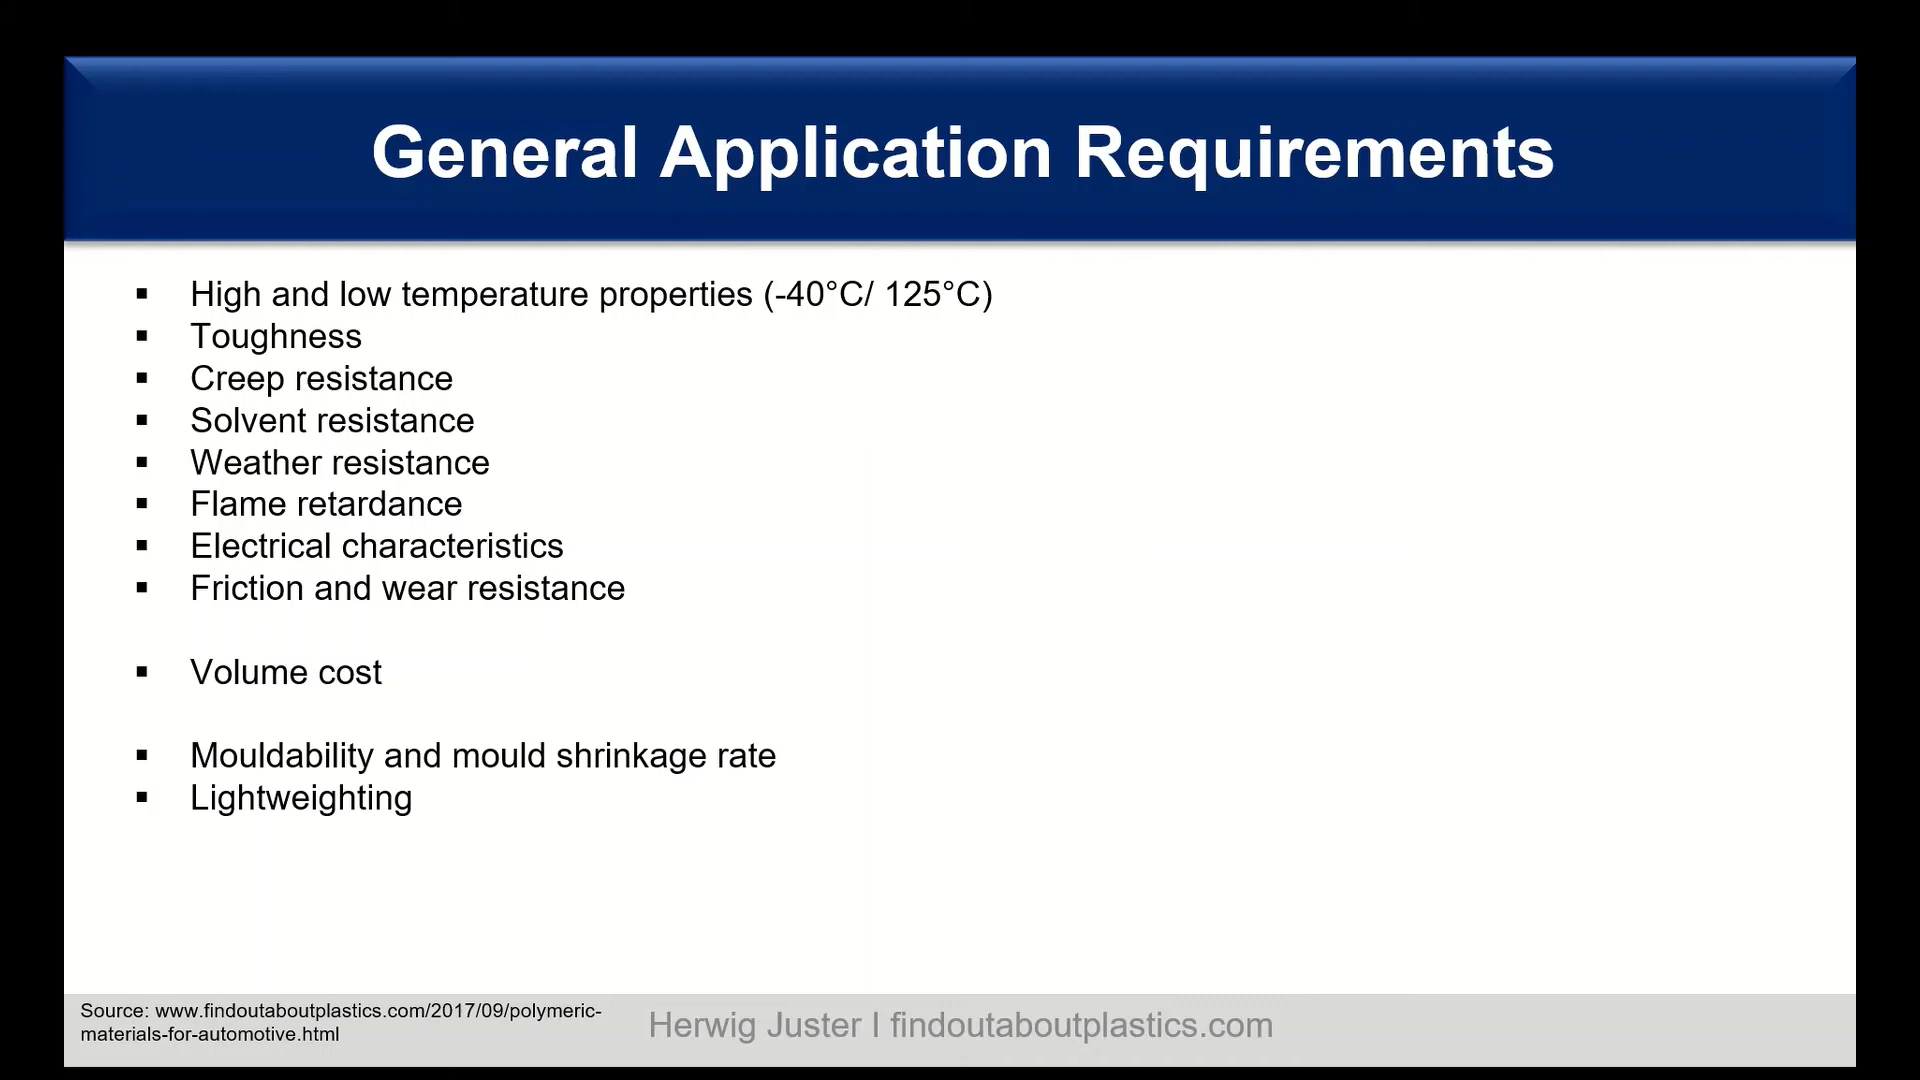 General Application Requirements
▪ High and low temperature properties (-40°C/ 125°C)
▪ Toughness
▪ Creep resistance
▪ Solvent resistance
▪ Weather resistance
▪ Flame retardance
▪ Electrical characteristics
▪ Friction and wear resistance
▪ Volume cost
▪ Mouldability and mould shrinkage rate
▪ Lightweighting
Source: www.findoutaboutplastics.com/2017/09/polymeric-
materials-for-automotive.html
Herwig Juster I findoutaboutplastics.com